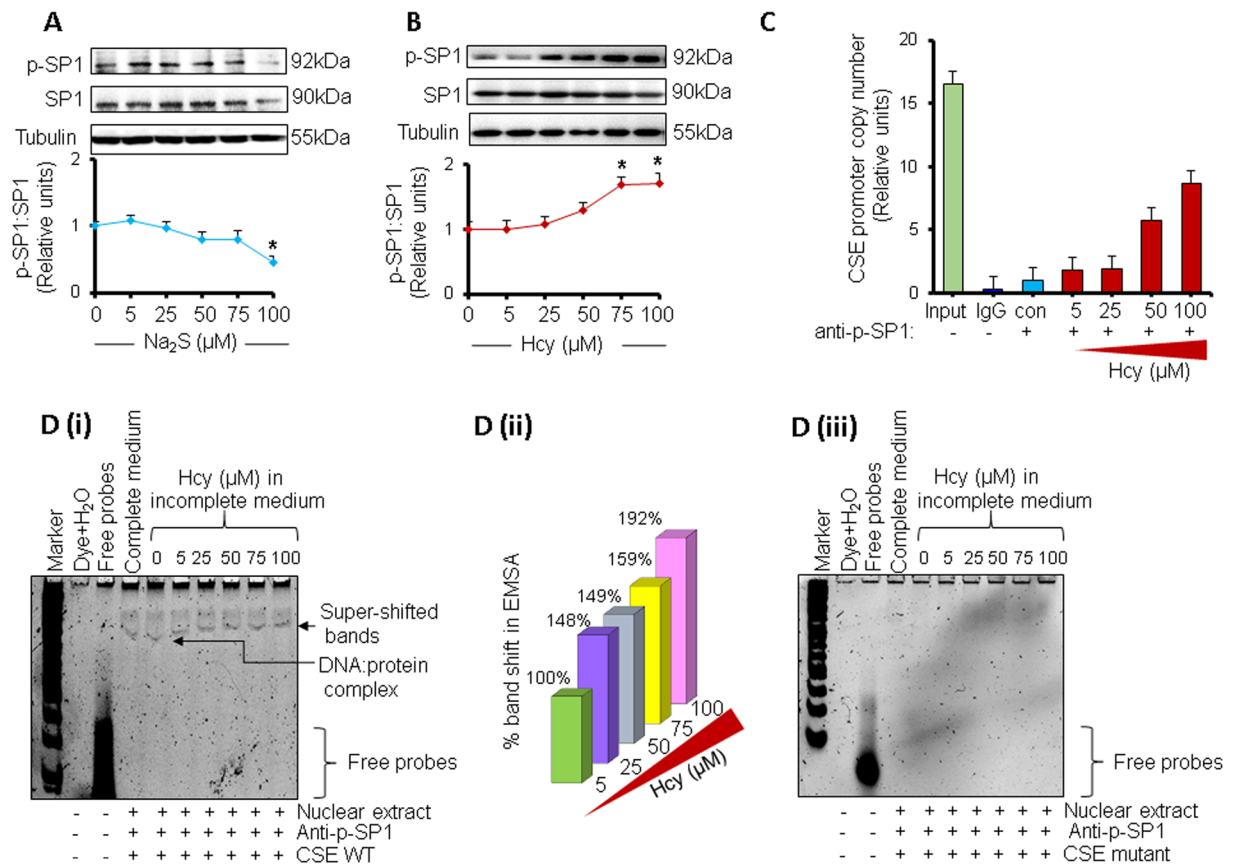 A
p-SP1 92kDa
SP1 90kDa
Tubulin 55kDa
p-SP1:SP1
(Relative units)
2
1
0
*
0 5 25 50 75 100
Na₂S (µM)
B
p-SP1 92kDa
SP1 90kDa
Tubulin 55kDa
p-SP1:SP1
(Relative units)
2
1
0
* *
0 5 25 50 75 100
Hcy (µM)
C
CSE promoter copy number
(Relative units)
20
15
10
5
0
Input IgG con 5 25 50 100
anti-p-SP1: - - + + + + +
Hcy (µM)
D (i)
Marker
Dye+H₂O
Free probes
Complete medium
Hcy (µM) in
incomplete medium
0 5 25 50 75 100
Super-shifted
bands
DNA:protein
complex
Free probes
- - + + + + + + + Nuclear extract
- - + + + + + + + Anti-p-SP1
- - + + + + + + + CSE WT
D (ii)
% band shift in EMSA
100%
148%
149%
159%
192%
5
25
50
75
100
Hcy (µM)
D (iii)
Marker
Dye+H₂O
Free probes
Complete medium
Hcy (µM) in
incomplete medium
0 5 25 50 75 100
Free probes
- - + + + + + + + Nuclear extract
- - + + + + + + + Anti-p-SP1
- - + + + + + + + CSE mutant